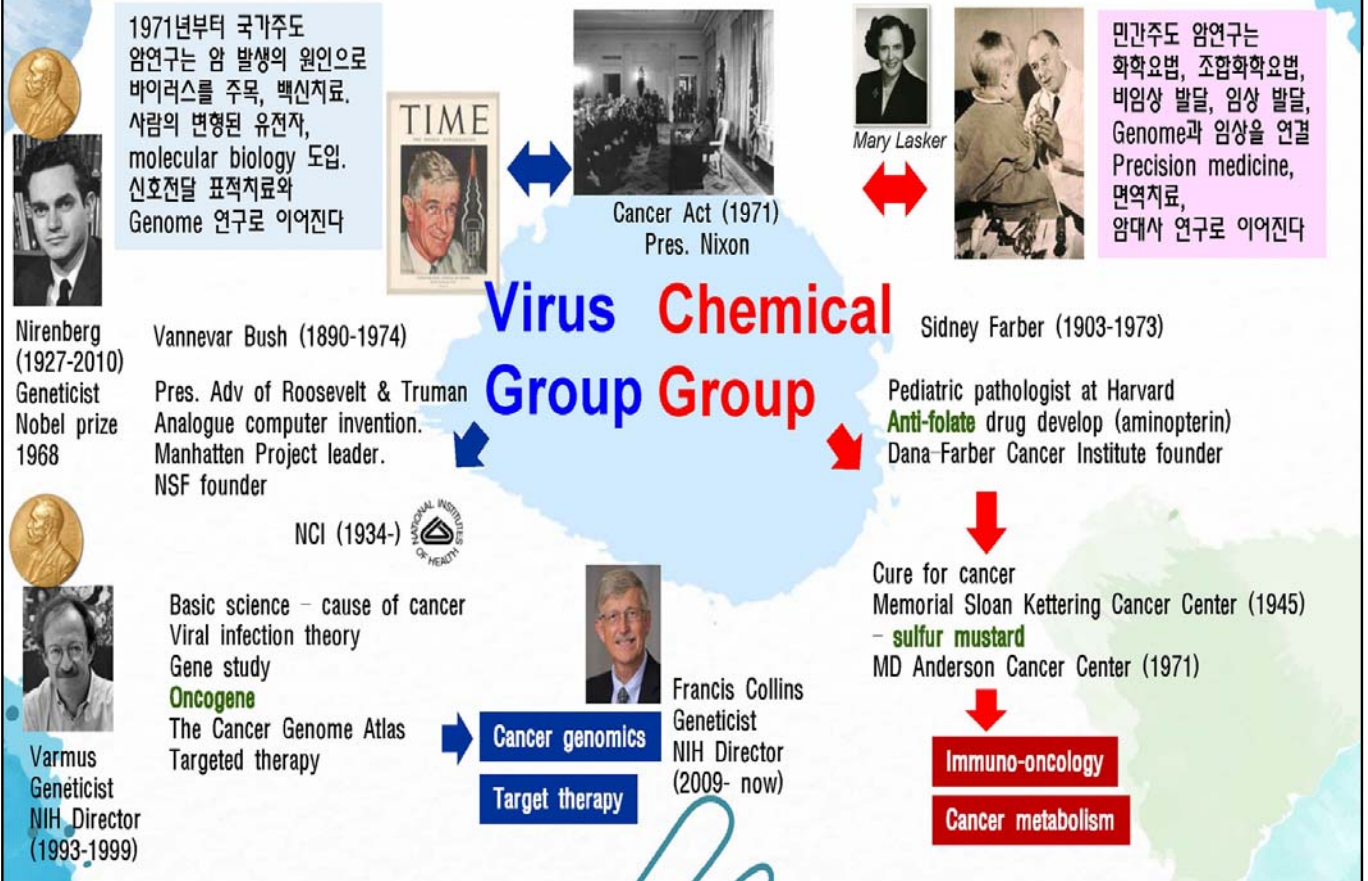 1971년부터 국가주도
암연구는 암 발생의 원인으로
바이러스를 주목, 백신치료.
사람의 변형된 유전자,
molecular biology 도입.
신호전달 표적치료와
Genome 연구로 이어진다
TIME
Cancer Act (1971)
Pres. Nixon
Mary Lasker
민간주도 암연구는
화학요법, 조합화학요법,
비임상 발달, 임상 발달,
Genome과 임상을 연결
Precision medicine,
면역치료,
암대사 연구로 이어진다
Virus
Group
Chemical
Group
Nirenberg
(1927-2010)
Geneticist
Nobel prize
1968
Vannevar Bush (1890-1974)
Pres. Adv of Roosevelt & Truman
Analogue computer invention.
Manhatten Project leader.
NSF founder
NCI (1934-)
NATIONAL INSTITUTES
OF HEALTH
Sidney Farber (1903-1973)
Pediatric pathologist at Harvard
Anti-folate drug develop (aminopterin)
Dana-Farber Cancer Institute founder
Varmus
Geneticist
NIH Director
(1993-1999)
Basic science - cause of cancer
Viral infection theory
Gene study
Oncogene
The Cancer Genome Atlas
Targeted therapy
Cancer genomics
Target therapy
Francis Collins
Geneticist
NIH Director
(2009- now)
Cure for cancer
Memorial Sloan Kettering Cancer Center (1945)
- sulfur mustard
MD Anderson Cancer Center (1971)
Immuno-oncology
Cancer metabolism